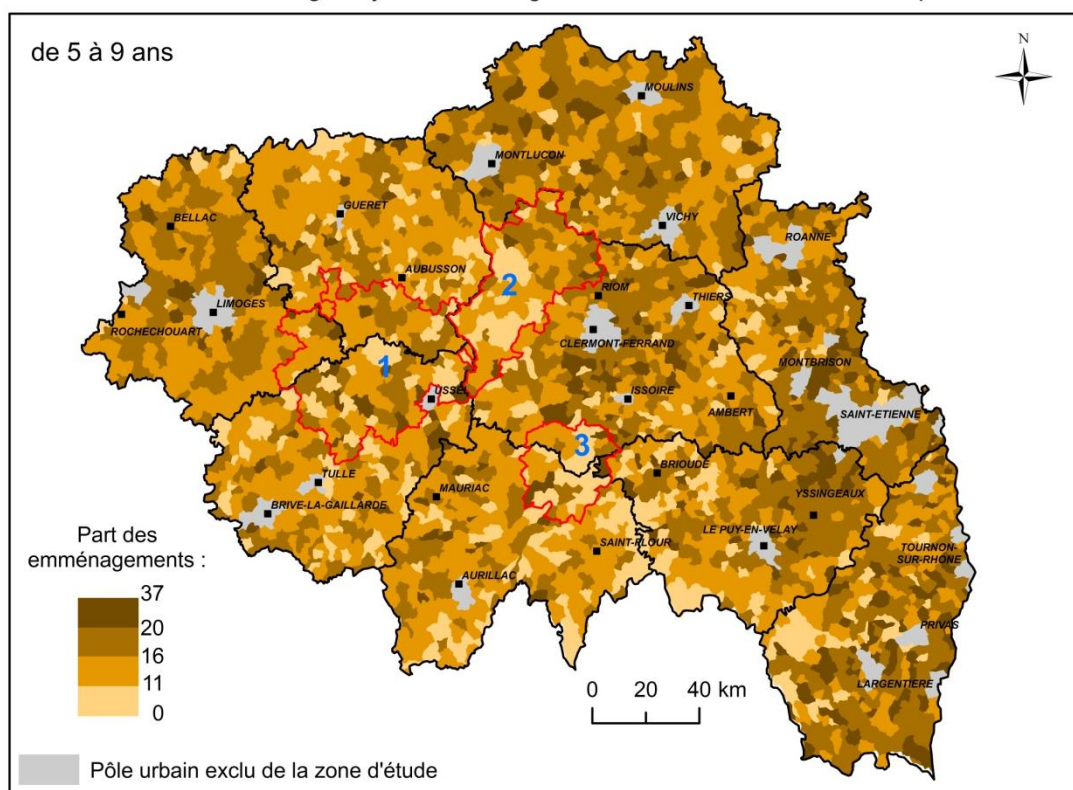 de 5 à 9 ans
N
MOULINS
MONTLUCON
GUERET
BELLAC
VICHY
ROANNE
AUBUSSON
2
RIOM
THIERS
LIMOGES
ROCHECHOUART
CLERMONT-FERRAND
MONTBRISON
1
USSEL
ISSOIRE
AMBERT
SAINT-ETIENNE
3
BRIOUDE
TULLE
MAURIAC
BRIVE-LA-GAILLARDE
YSSINGEAUX
LE PUY-EN-VELAY
SAINT-FLOUR
TOURNON-
SUR-RHONE
AURILLAC
PRIVAS
LARGENTIERE
Part des
emménagements :
37
20
16
11
0
0 20 40 km
Pôle urbain exclu de la zone d'étude